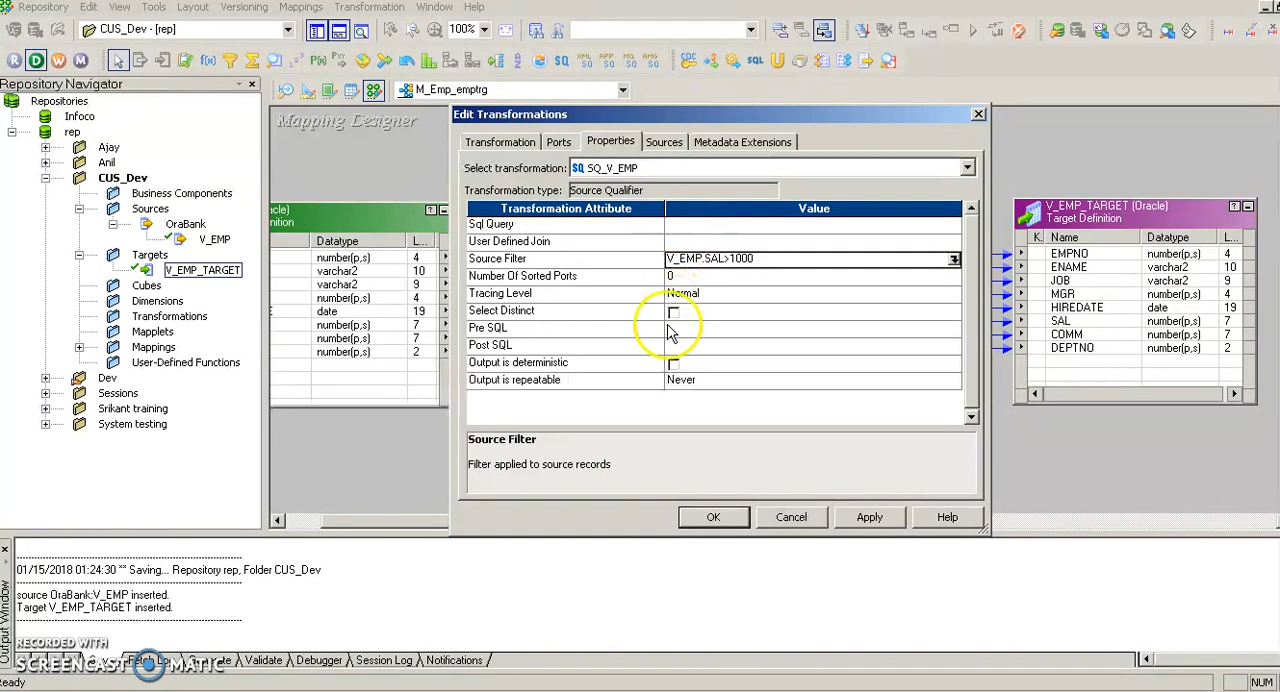 Repository Edit View Tools Layout Versioning Mappings Transformation Window Help
CUS_Dev - [rep] 100%
Repository Navigator
M_Emp_emptrg
Repositories
Infoco
rep
Ajay
Anil
CUS_Dev
Business Components
Sources
OraBank
V_EMP
Targets
V_EMP_TARGET
Cubes
Dimensions
Transformations
Mapplets
Mappings
User-Defined Functions
Dev
Sessions
Srikant training
System testing
Mapping Designer
Edit Transformations
Transformation Ports Properties Sources Metadata Extensions
Select transformation: SQ SQ_V_EMP
Transformation type: Source Qualifier
Transformation Attribute Value
Sql Query
User Defined Join
Source Filter V_EMP.SAL>1000
Number Of Sorted Ports 0
Tracing Level Normal
Select Distinct
Pre SQL
Post SQL
Output is deterministic
Output is repeatable Never
Source Filter
Filter applied to source records
OK Cancel Apply Help
Datatype L...
number(p,s) 4
varchar2 10
varchar2 9
number(p,s) 4
date 19
number(p,s) 7
number(p,s) 7
number(p,s) 2
V_EMP_TARGET (Oracle)
Target Definition
K. Name Datatype L...
EMPNO number(p,s) 4
ENAME varchar2 10
JOB varchar2 9
MGR number(p,s) 4
HIREDATE date 19
SAL number(p,s) 7
COMM number(p,s) 7
DEPTNO number(p,s) 2
Output Window
01/15/2018 01:24:30 ** Saving... Repository rep, Folder CUS_Dev
source OraBank:V_EMP inserted.
Target V_EMP_TARGET inserted.
RECORDED WITH
SCREENCAST MATIC
Validate Debugger Session Log Notifications
Ready NUM